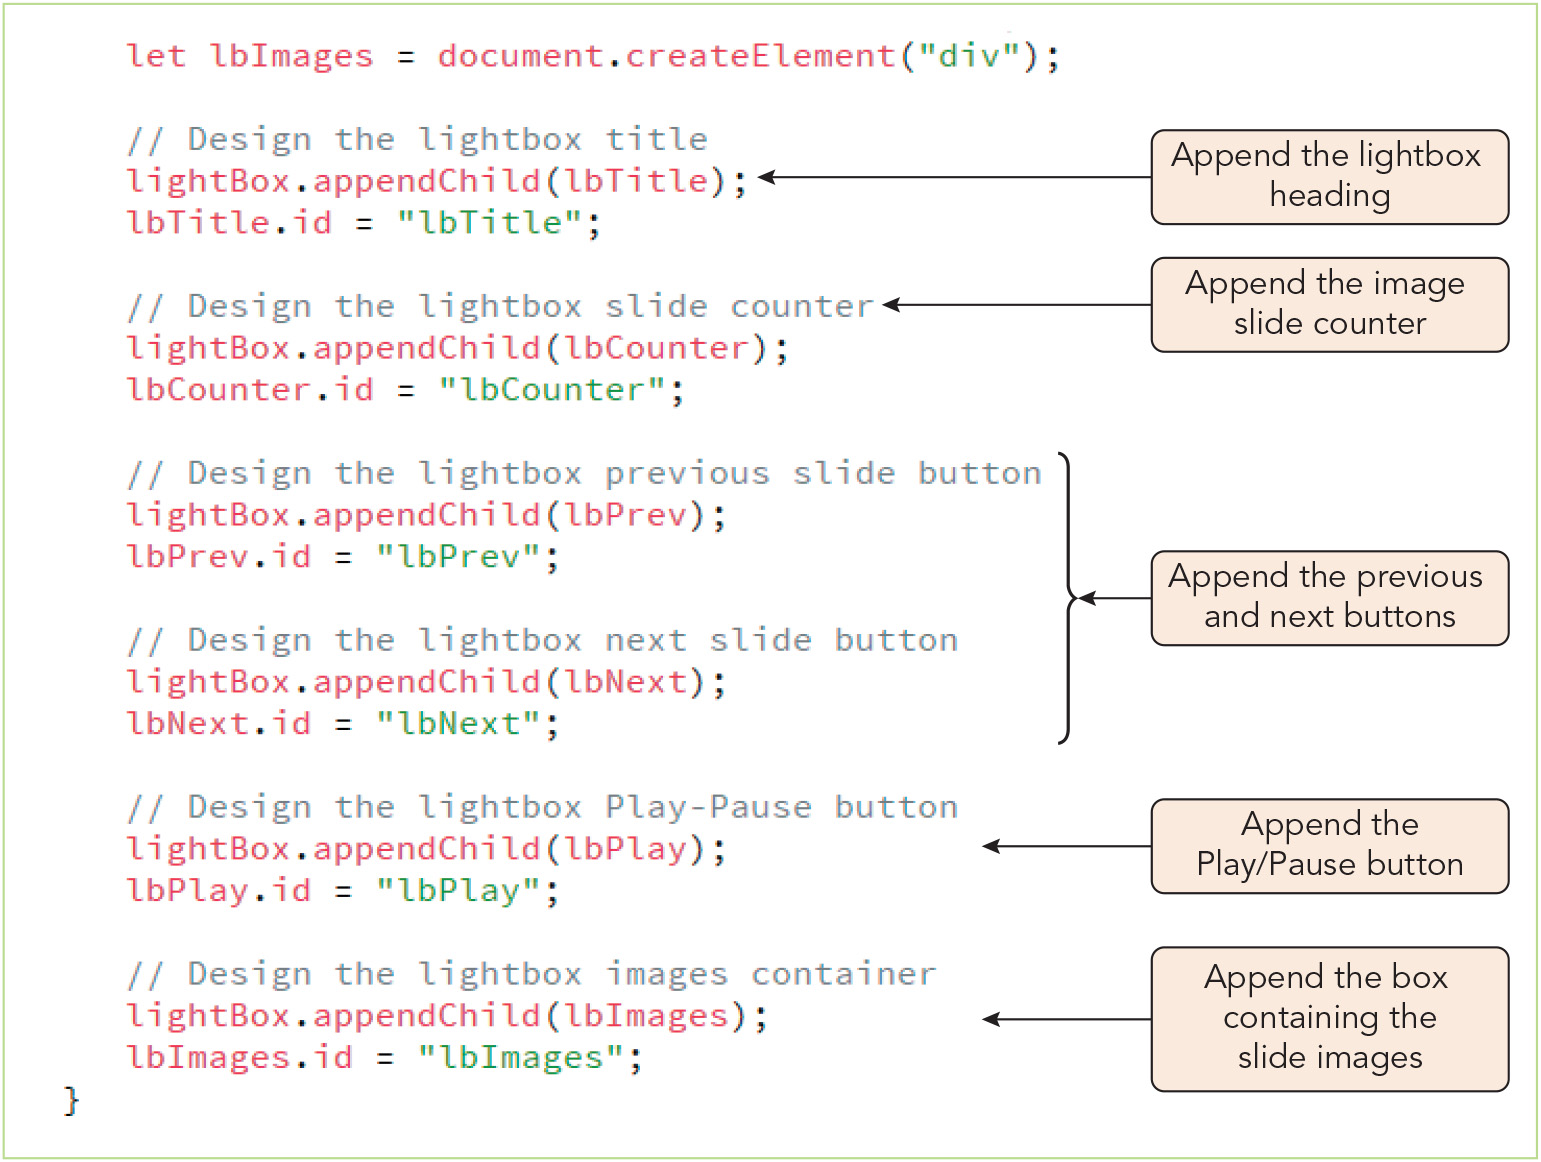 let lbImages = document.createElement("div");
// Design the lightbox title
lightBox.appendChild(lbTitle);
lbTitle.id = "lbTitle";
Append the lightbox
heading
// Design the lightbox slide counter
lightBox.appendChild(lbCounter);
lbCounter.id = "lbCounter";
Append the image
slide counter
// Design the lightbox previous slide button
lightBox.appendChild(lbPrev);
lbPrev.id = "lbPrev";
// Design the lightbox next slide button
lightBox.appendChild(lbNext);
lbNext.id = "lbNext";
Append the previous
and next buttons
// Design the lightbox Play-Pause button
lightBox.appendChild(lbPlay);
lbPlay.id = "lbPlay";
Append the
Play/Pause button
// Design the lightbox images container
lightBox.appendChild(lbImages);
lbImages.id = "lbImages";
Append the box
containing the
slide images
}